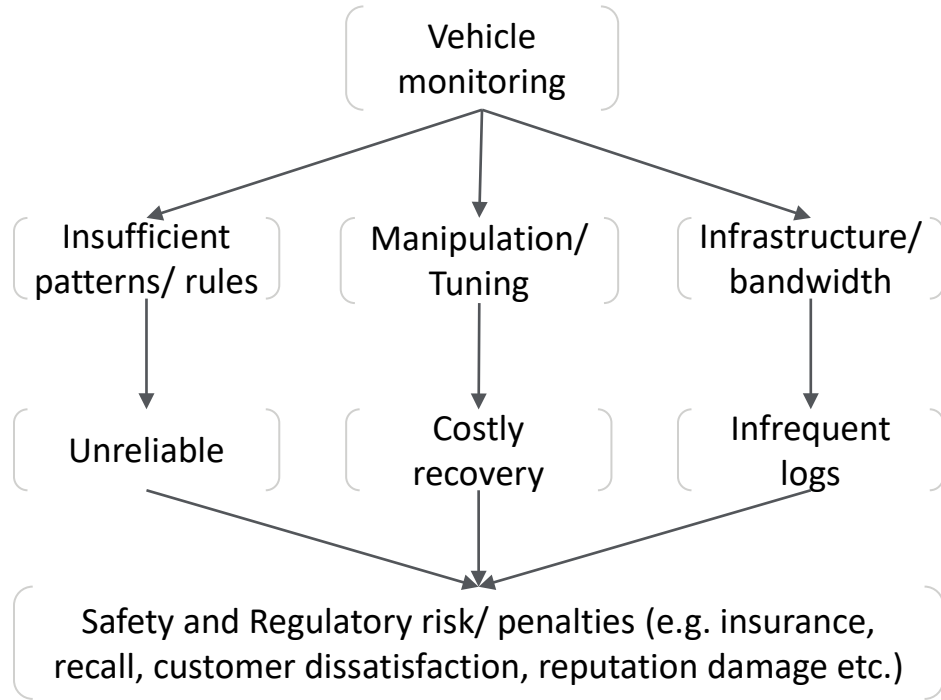 Vehicle
monitoring
Insufficient
patterns/ rules
Manipulation/
Tuning
Infrastructure/
bandwidth
Unreliable
Costly
recovery
Infrequent
logs
Safety and Regulatory risk/ penalties (e.g. insurance,
recall, customer dissatisfaction, reputation damage etc.)